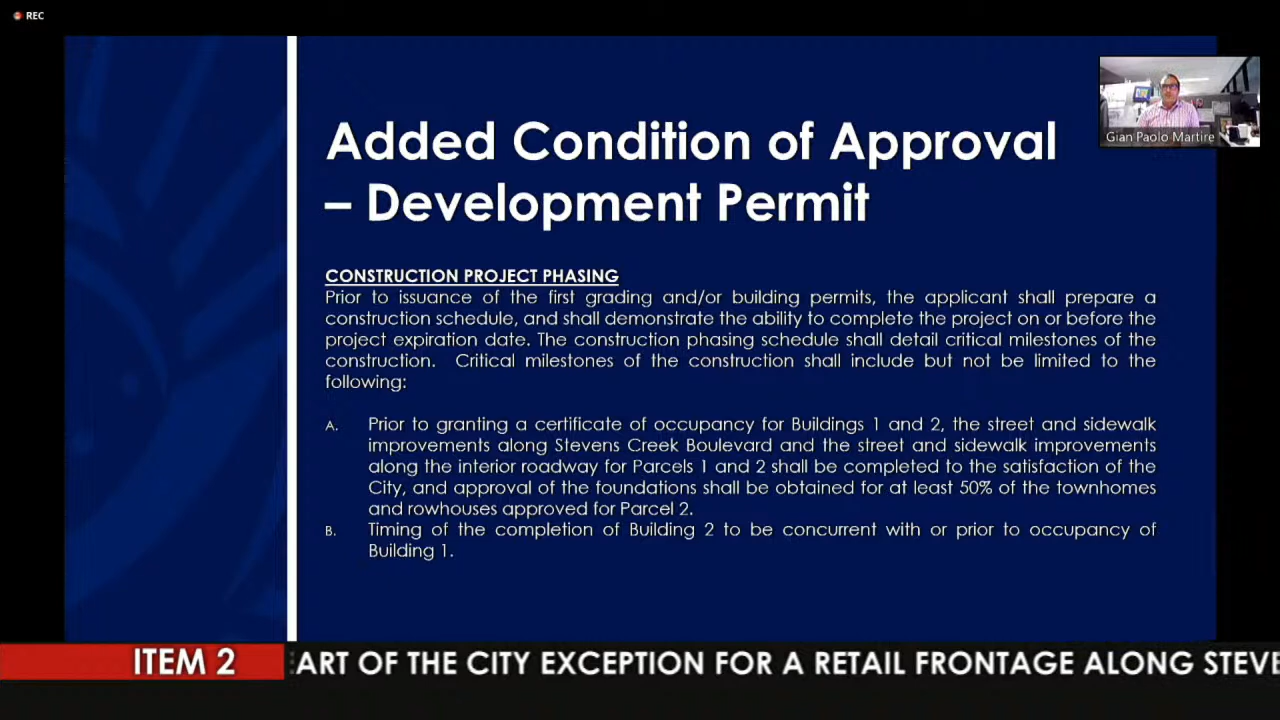 REC
Gian Paolo Martire
Added Condition of Approval
– Development Permit
CONSTRUCTION PROJECT PHASING
Prior to issuance of the first grading and/or building permits, the applicant shall prepare a
construction schedule, and shall demonstrate the ability to complete the project on or before the
project expiration date. The construction phasing schedule shall detail critical milestones of the
construction. Critical milestones of the construction shall include but not be limited to the
following:
A. Prior to granting a certificate of occupancy for Buildings 1 and 2, the street and sidewalk
improvements along Stevens Creek Boulevard and the street and sidewalk improvements
along the interior roadway for Parcels 1 and 2 shall be completed to the satisfaction of the
City, and approval of the foundations shall be obtained for at least 50% of the townhomes
and rowhouses approved for Parcel 2.
B. Timing of the completion of Building 2 to be concurrent with or prior to occupancy of
Building 1.
ITEM 2 EART OF THE CITY EXCEPTION FOR A RETAIL FRONTAGE ALONG STEVE